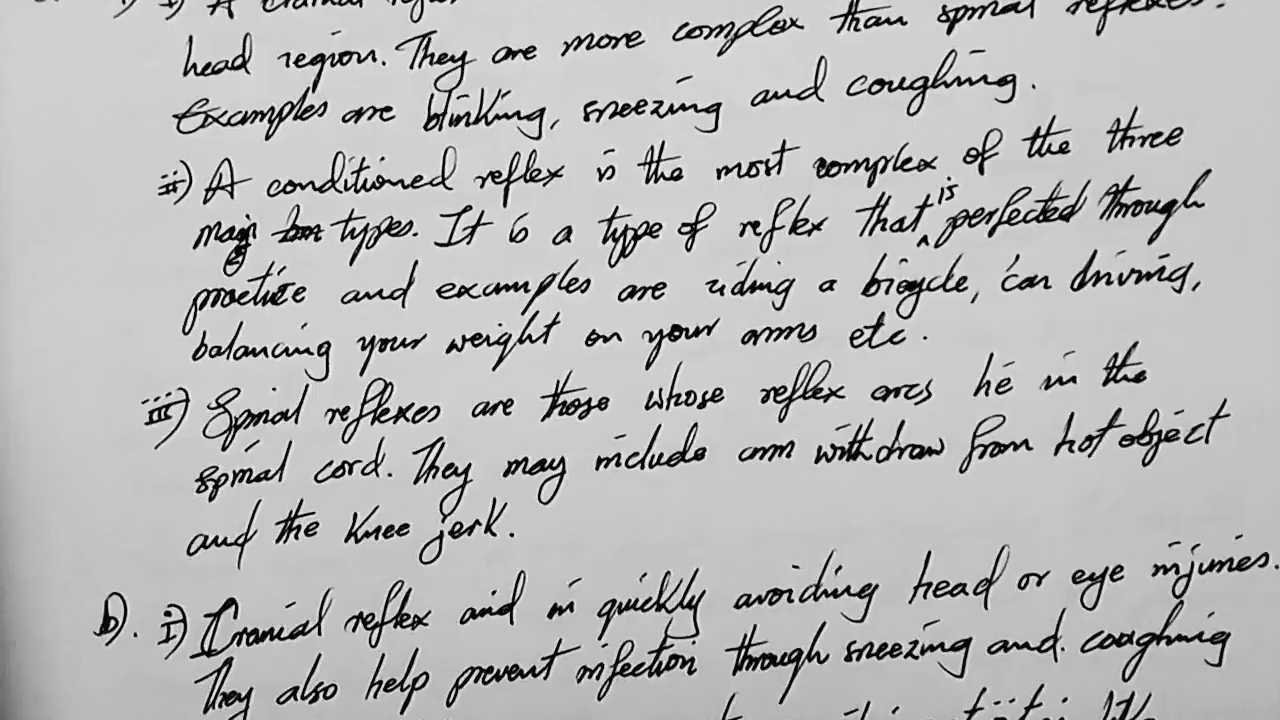 i) A cranial
head region. They are more complex than spinal reflexes.
Examples are blinking, sneezing and coughing.
ii) A conditioned reflex is the most complex of the three
main types. It is a type of reflex that is perfected through
practice and examples are riding a bicycle, car driving,
balancing your weight on your arms etc.
iii) Spinal reflexes are those whose reflex arcs lie in the
spinal cord. They may include arm withdraw from hot object
and the knee jerk.
b). i) Cranial reflex aid in quickly avoiding head or eye injuries.
They also help prevent infection through sneezing and coughing